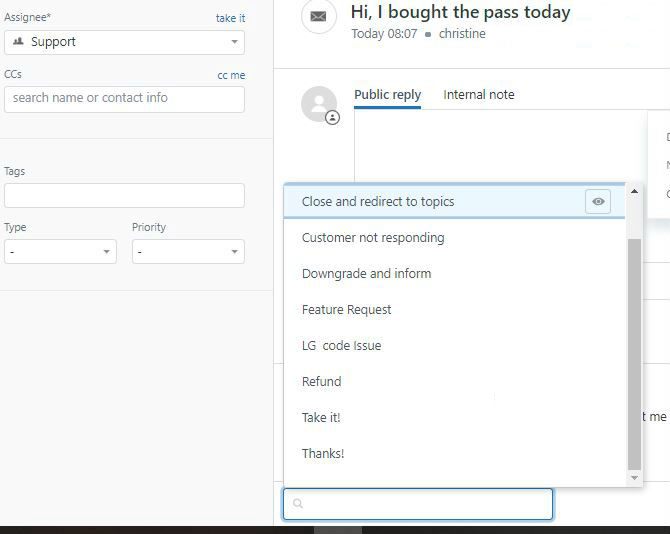 Assignee* take it
Support
CCs cc me
search name or contact info
Tags
Type Priority
- -
Hi, I bought the pass today
Today 08:07 christine
Public reply Internal note
Close and redirect to topics
Customer not responding
Downgrade and inform
Feature Request
LG code Issue
Refund
Take it!
Thanks!
t me